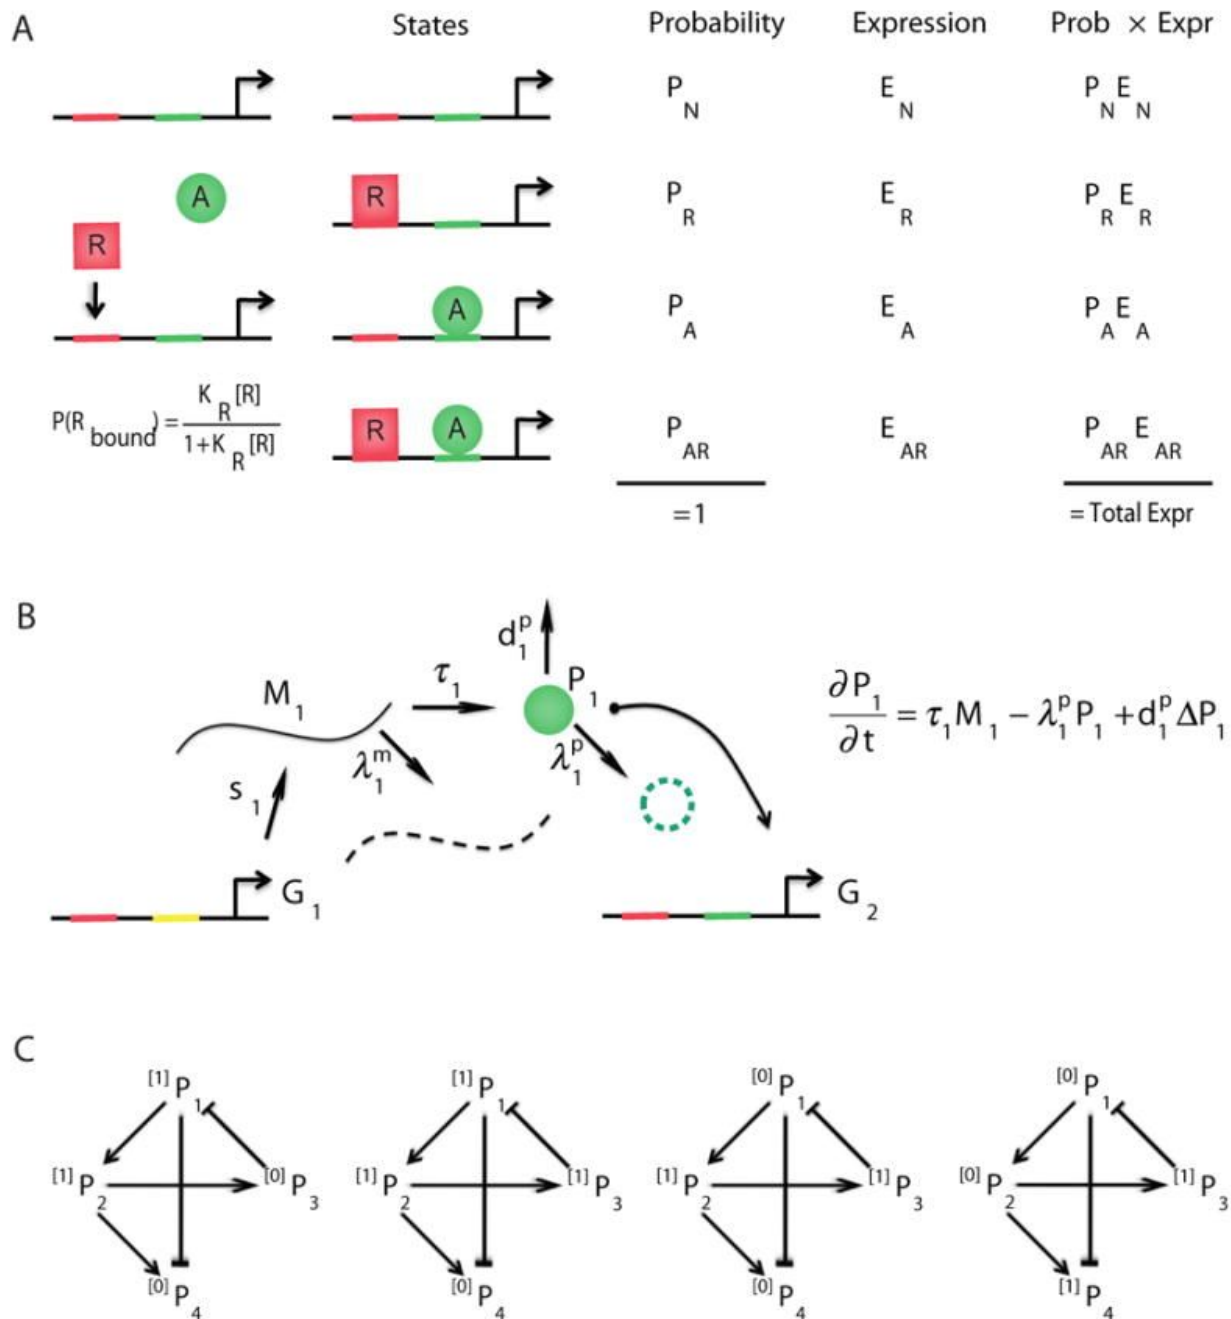 A
States Probability Expression Prob × Expr
P_N E_N P_N E_N
A
R P_R E_R P_R E_R
R
A P_A E_A P_A E_A
P(R_bound) = K_R [R] / 1+K_R [R]
R A P_AR E_AR P_AR E_AR
=1 = Total Expr
B
d_1^p
τ_1 P_1
M_1
∂P_1/∂t = τ_1 M_1 − λ_1^p P_1 + d_1^p ΔP_1
λ_1^m λ_1^p
s_1
G_1 G_2
C
[1]P_1 [1]P_1 [0]P_1 [0]P_1
[1]P_2 [0]P_3 [1]P_2 [1]P_3 [1]P_2 [1]P_3 [0]P_2 [1]P_3
[0]P_4 [0]P_4 [0]P_4 [1]P_4